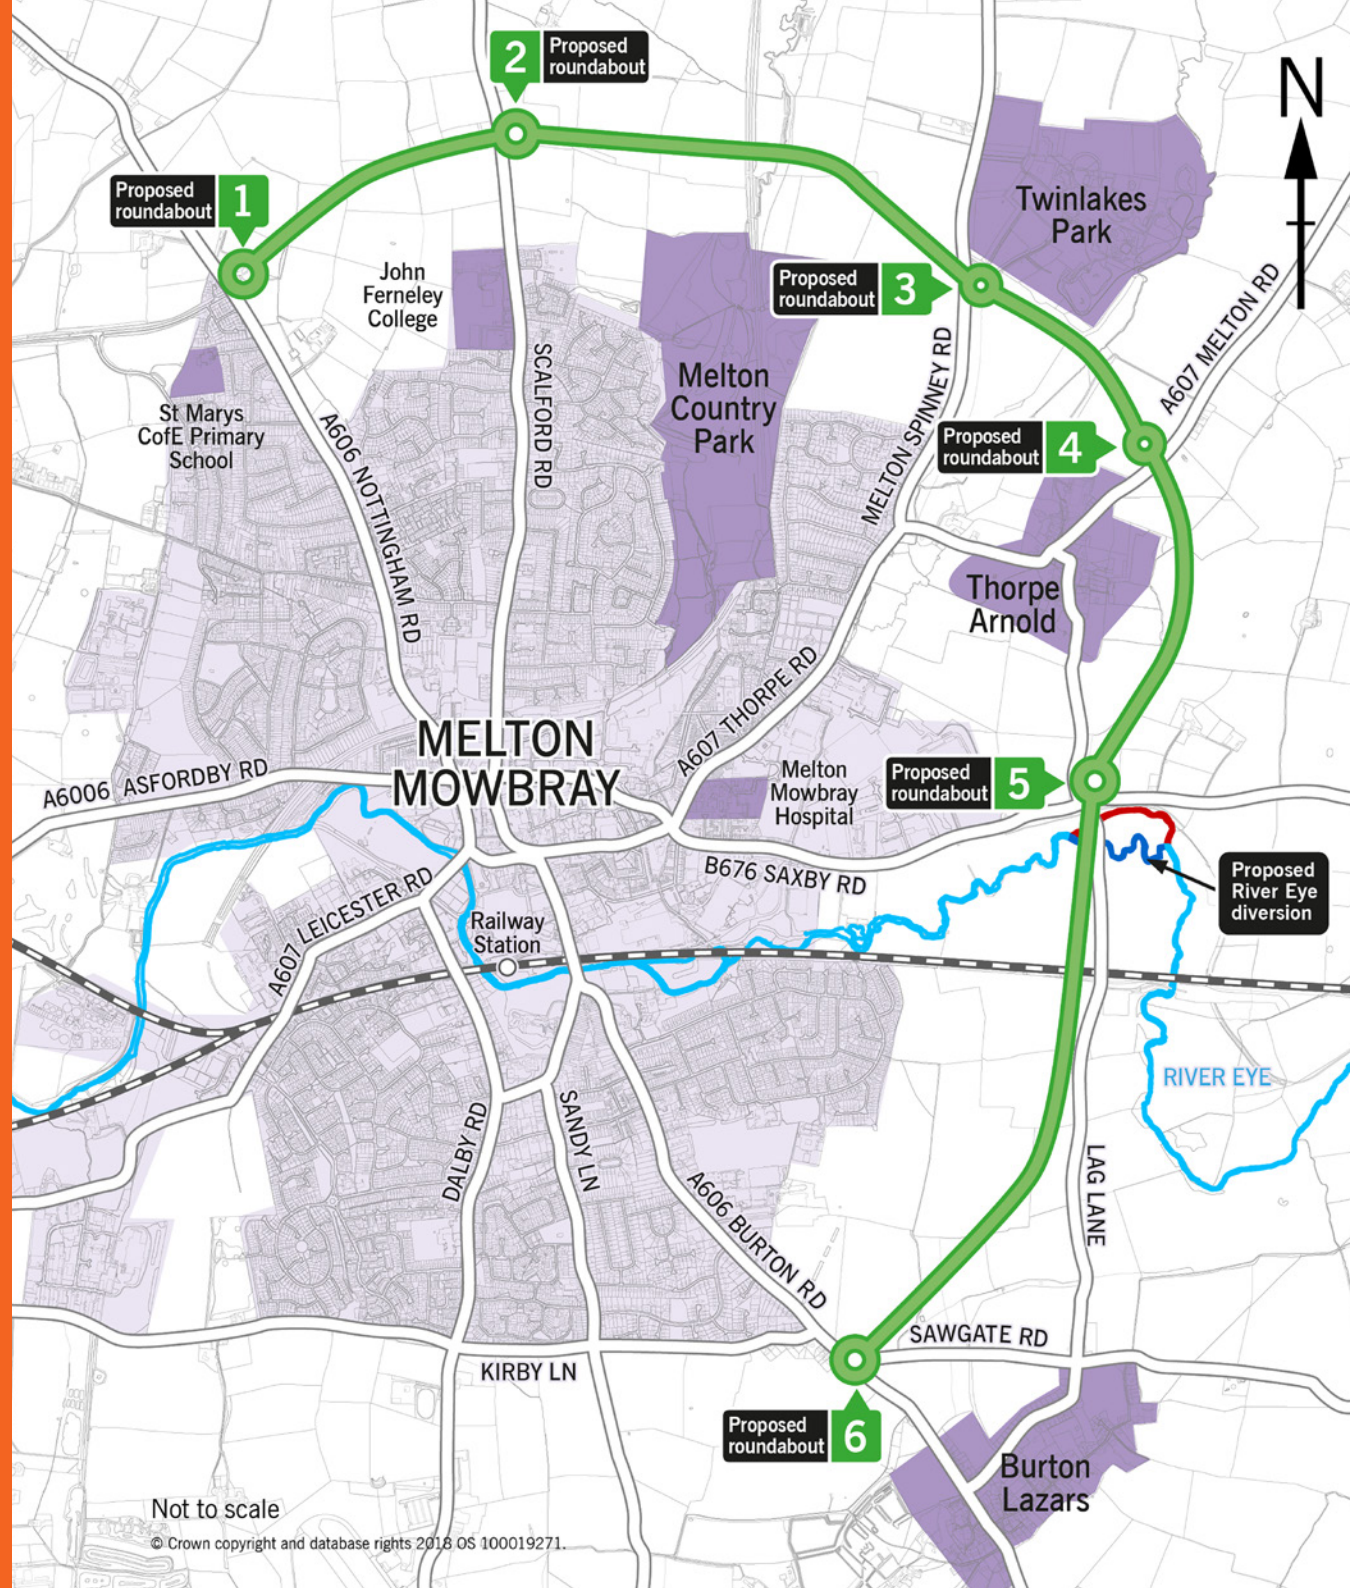 2
Proposed
roundabout
N
Proposed
roundabout
1
Twinlakes
Park
John
Ferneley
College
Proposed
roundabout
3
A607 MELTON RD
SCALFORD RD
MELTON SPINNEY RD
Melton
Country
Park
St Marys
CofE Primary
School
A606 NOTTINGHAM RD
Proposed
roundabout
4
Thorpe
Arnold
A607 THORPE RD
MELTON
MOWBRAY
A6006 ASFORDBY RD
Melton
Mowbray
Hospital
Proposed
roundabout
5
B676 SAXBY RD
Proposed
River Eye
diversion
A607 LEICESTER RD
Railway
Station
RIVER EYE
DALBY RD
SANDY LN
LAG LANE
A606 BURTON RD
SAWGATE RD
KIRBY LN
Proposed
roundabout
6
Burton
Lazars
Not to scale
© Crown copyright and database rights 2018 OS 100019271.